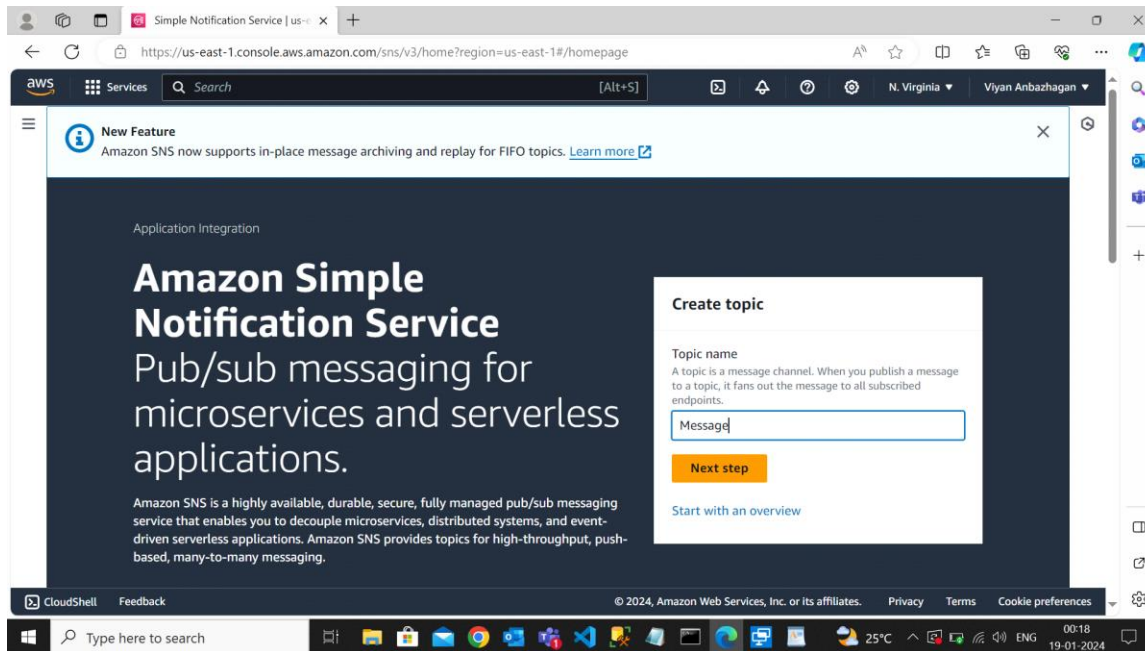 Simple Notification Service | us-e
https://us-east-1.console.aws.amazon.com/sns/v3/home?region=us-east-1#/homepage
aws
Services
Search
[Alt+S]
N. Virginia
Viyan Anbazhagan
New Feature
Amazon SNS now supports in-place message archiving and replay for FIFO topics. Learn more
Application Integration
Amazon Simple
Notification Service
Pub/sub messaging for
microservices and serverless
applications.
Amazon SNS is a highly available, durable, secure, fully managed pub/sub messaging
service that enables you to decouple microservices, distributed systems, and event-
driven serverless applications. Amazon SNS provides topics for high-throughput, push-
based, many-to-many messaging.
Create topic
Topic name
A topic is a message channel. When you publish a message
to a topic, it fans out the message to all subscribed
endpoints.
Message
Next step
Start with an overview
CloudShell
Feedback
© 2024, Amazon Web Services, Inc. or its affiliates.
Privacy
Terms
Cookie preferences
Type here to search
25°C
ENG
00:18
19-01-2024